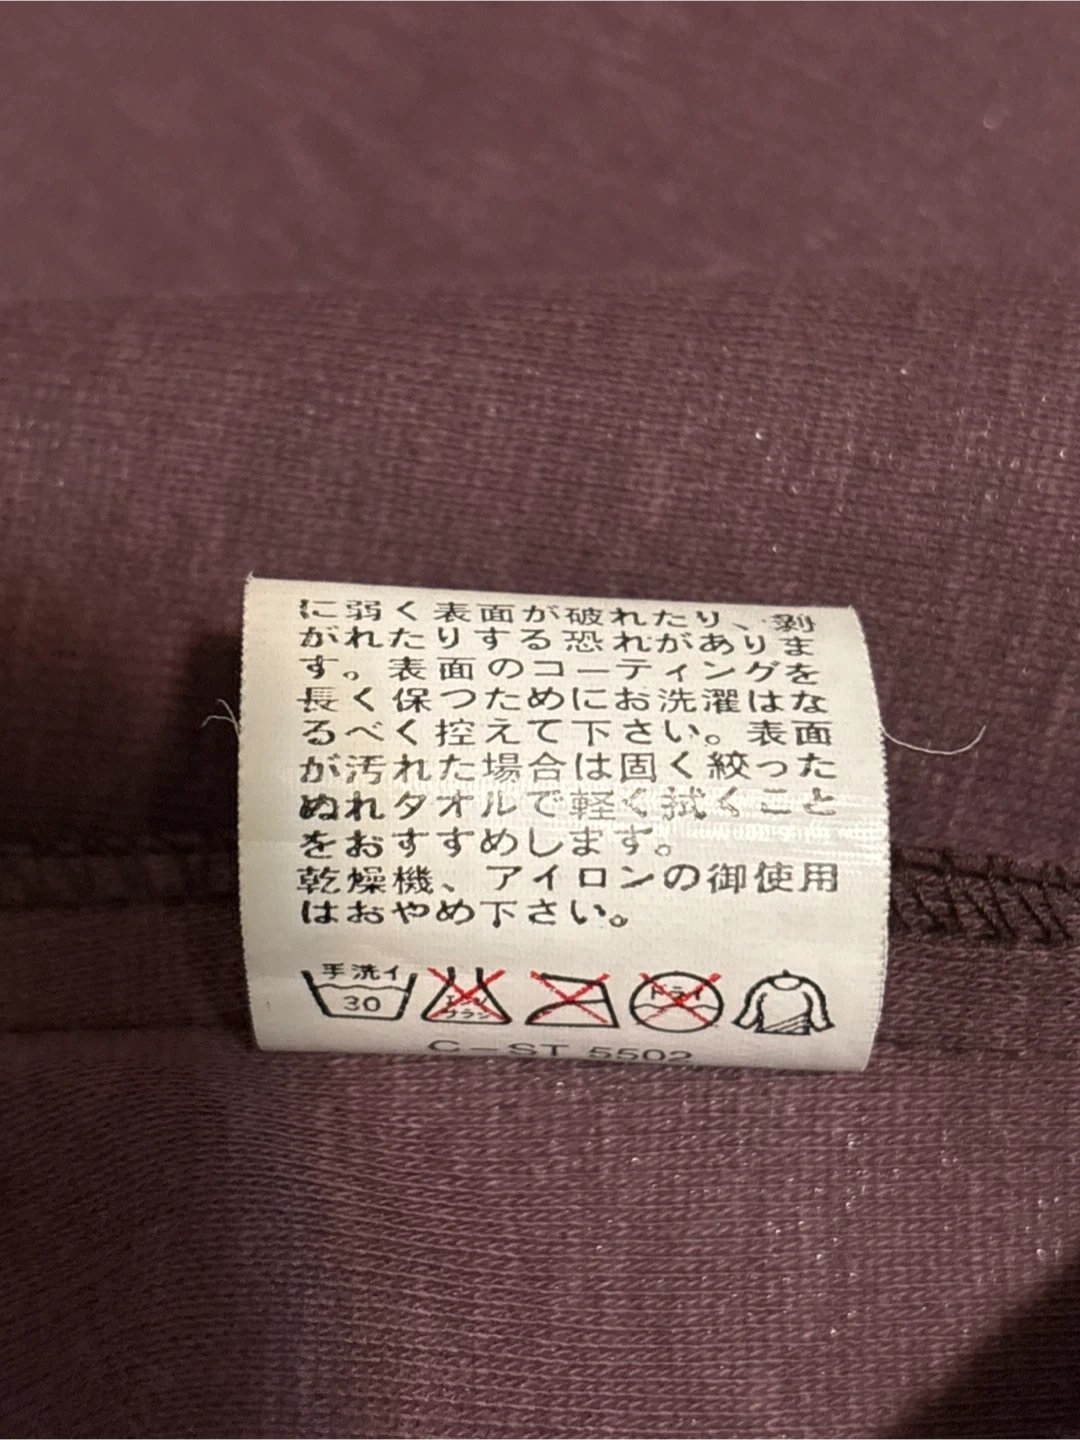 に弱く表面が破れたり、剥
がれたりする恐れがありま
す。表面のコーティングを
長く保つためにお洗濯はな
るべく控えて下さい。表面
が汚れた場合は固く絞った
ぬれタオルで軽く拭くこと
をおすすめします。
乾燥機、アイロンの御使用
はおやめ下さい。
手洗イ
30
エンソ
サラシ
ドライ
C-ST 5502